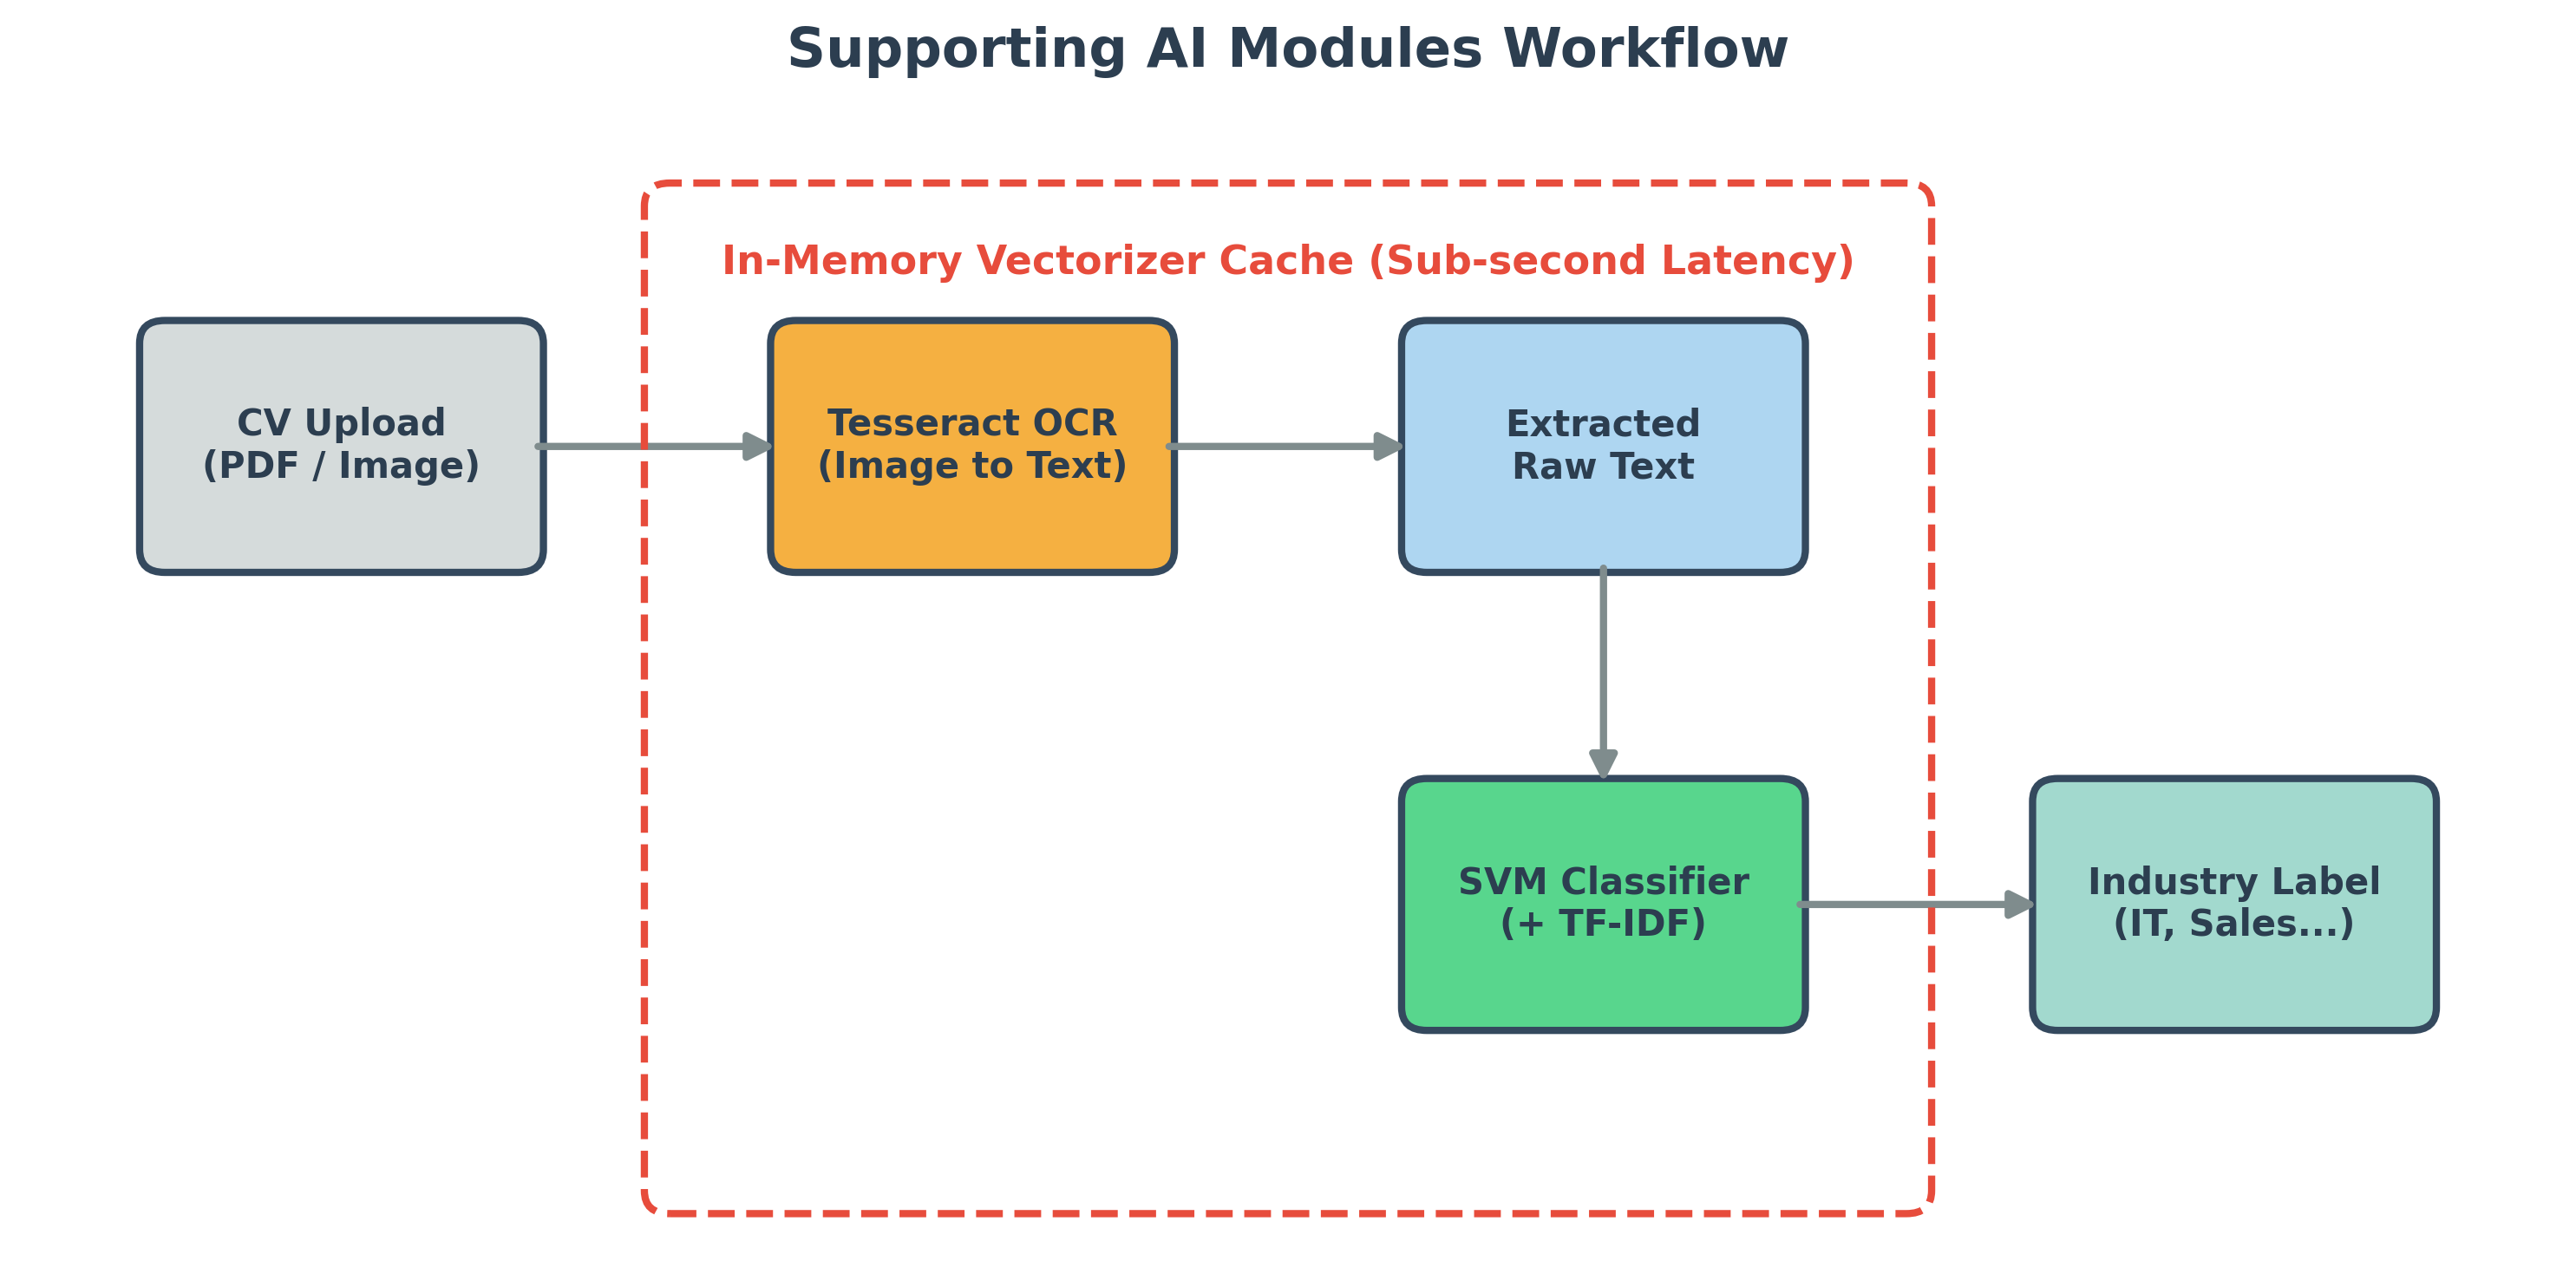 Supporting AI Modules Workflow
In-Memory Vectorizer Cache (Sub-second Latency)
CV Upload
(PDF / Image)
Tesseract OCR
(Image to Text)
Extracted
Raw Text
SVM Classifier
(+ TF-IDF)
Industry Label
(IT, Sales...)